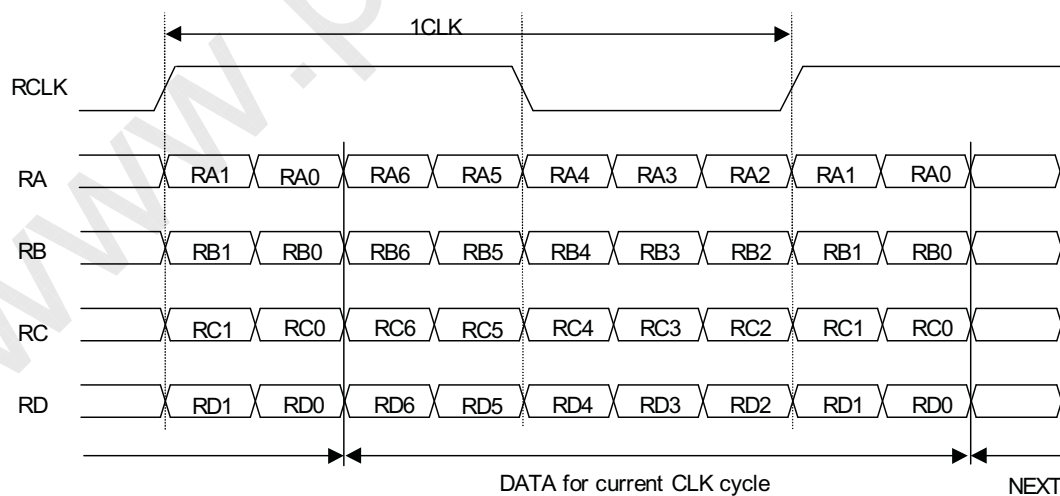 1CLK
RCLK
RA RA1 RA0 RA6 RA5 RA4 RA3 RA2 RA1 RA0
RB RB1 RB0 RB6 RB5 RB4 RB3 RB2 RB1 RB0
RC RC1 RC0 RC6 RC5 RC4 RC3 RC2 RC1 RC0
RD RD1 RD0 RD6 RD5 RD4 RD3 RD2 RD1 RD0
DATA for current CLK cycle NEXT
www.p